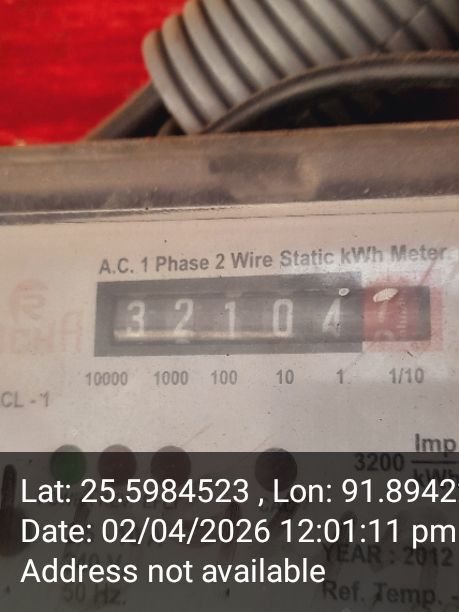 A.C. 1 Phase 2 Wire Static kWh Meter
3 2 1 0 4
10000 1000 100 10 1 1/10
CL - 1
Imp
3200
kWh
Lat: 25.5984523 , Lon: 91.8942
Date: 02/04/2026 12:01:11 pm
YEAR : 2012
Address not available
50 Hz.
Ref. Temp. -